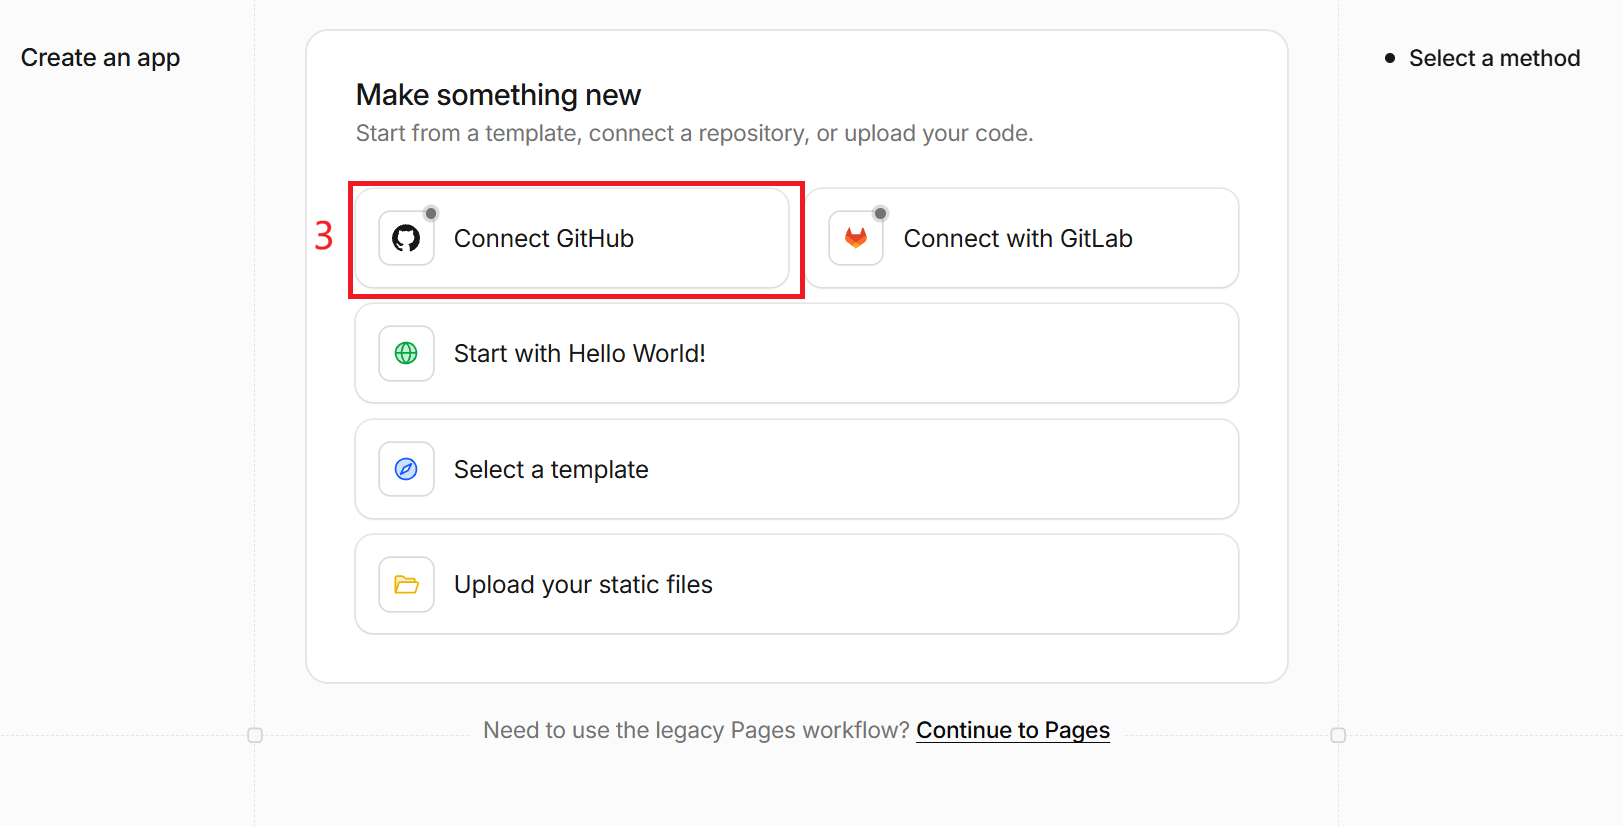 Create an app
Make something new
Start from a template, connect a repository, or upload your code.
3
Connect GitHub
Connect with GitLab
Start with Hello World!
Select a template
Upload your static files
Need to use the legacy Pages workflow? Continue to Pages
Select a method